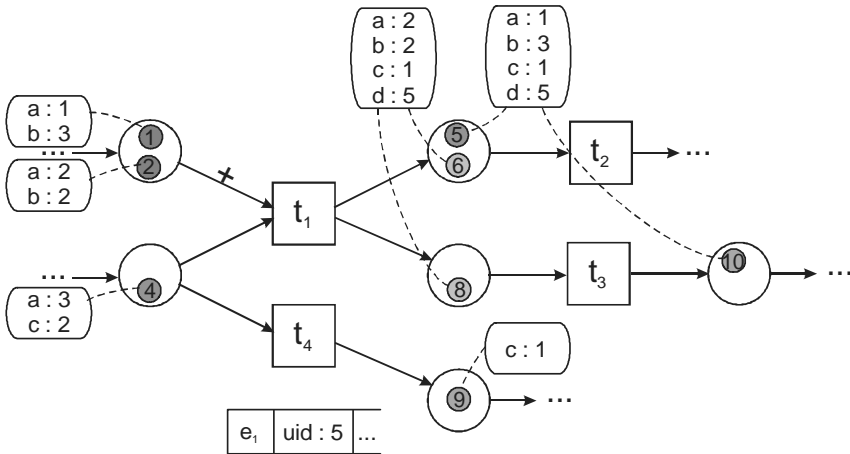 a : 2
b : 2
c : 1
d : 5
a : 1
b : 3
c : 1
d : 5
a : 1
b : 3
...
a : 2
b : 2
1
2
+
5
6
t₂
...
t₁
...
4
a : 3
c : 2
8
t₃
10
...
t₄
c : 1
9
...
e₁ uid : 5 ...